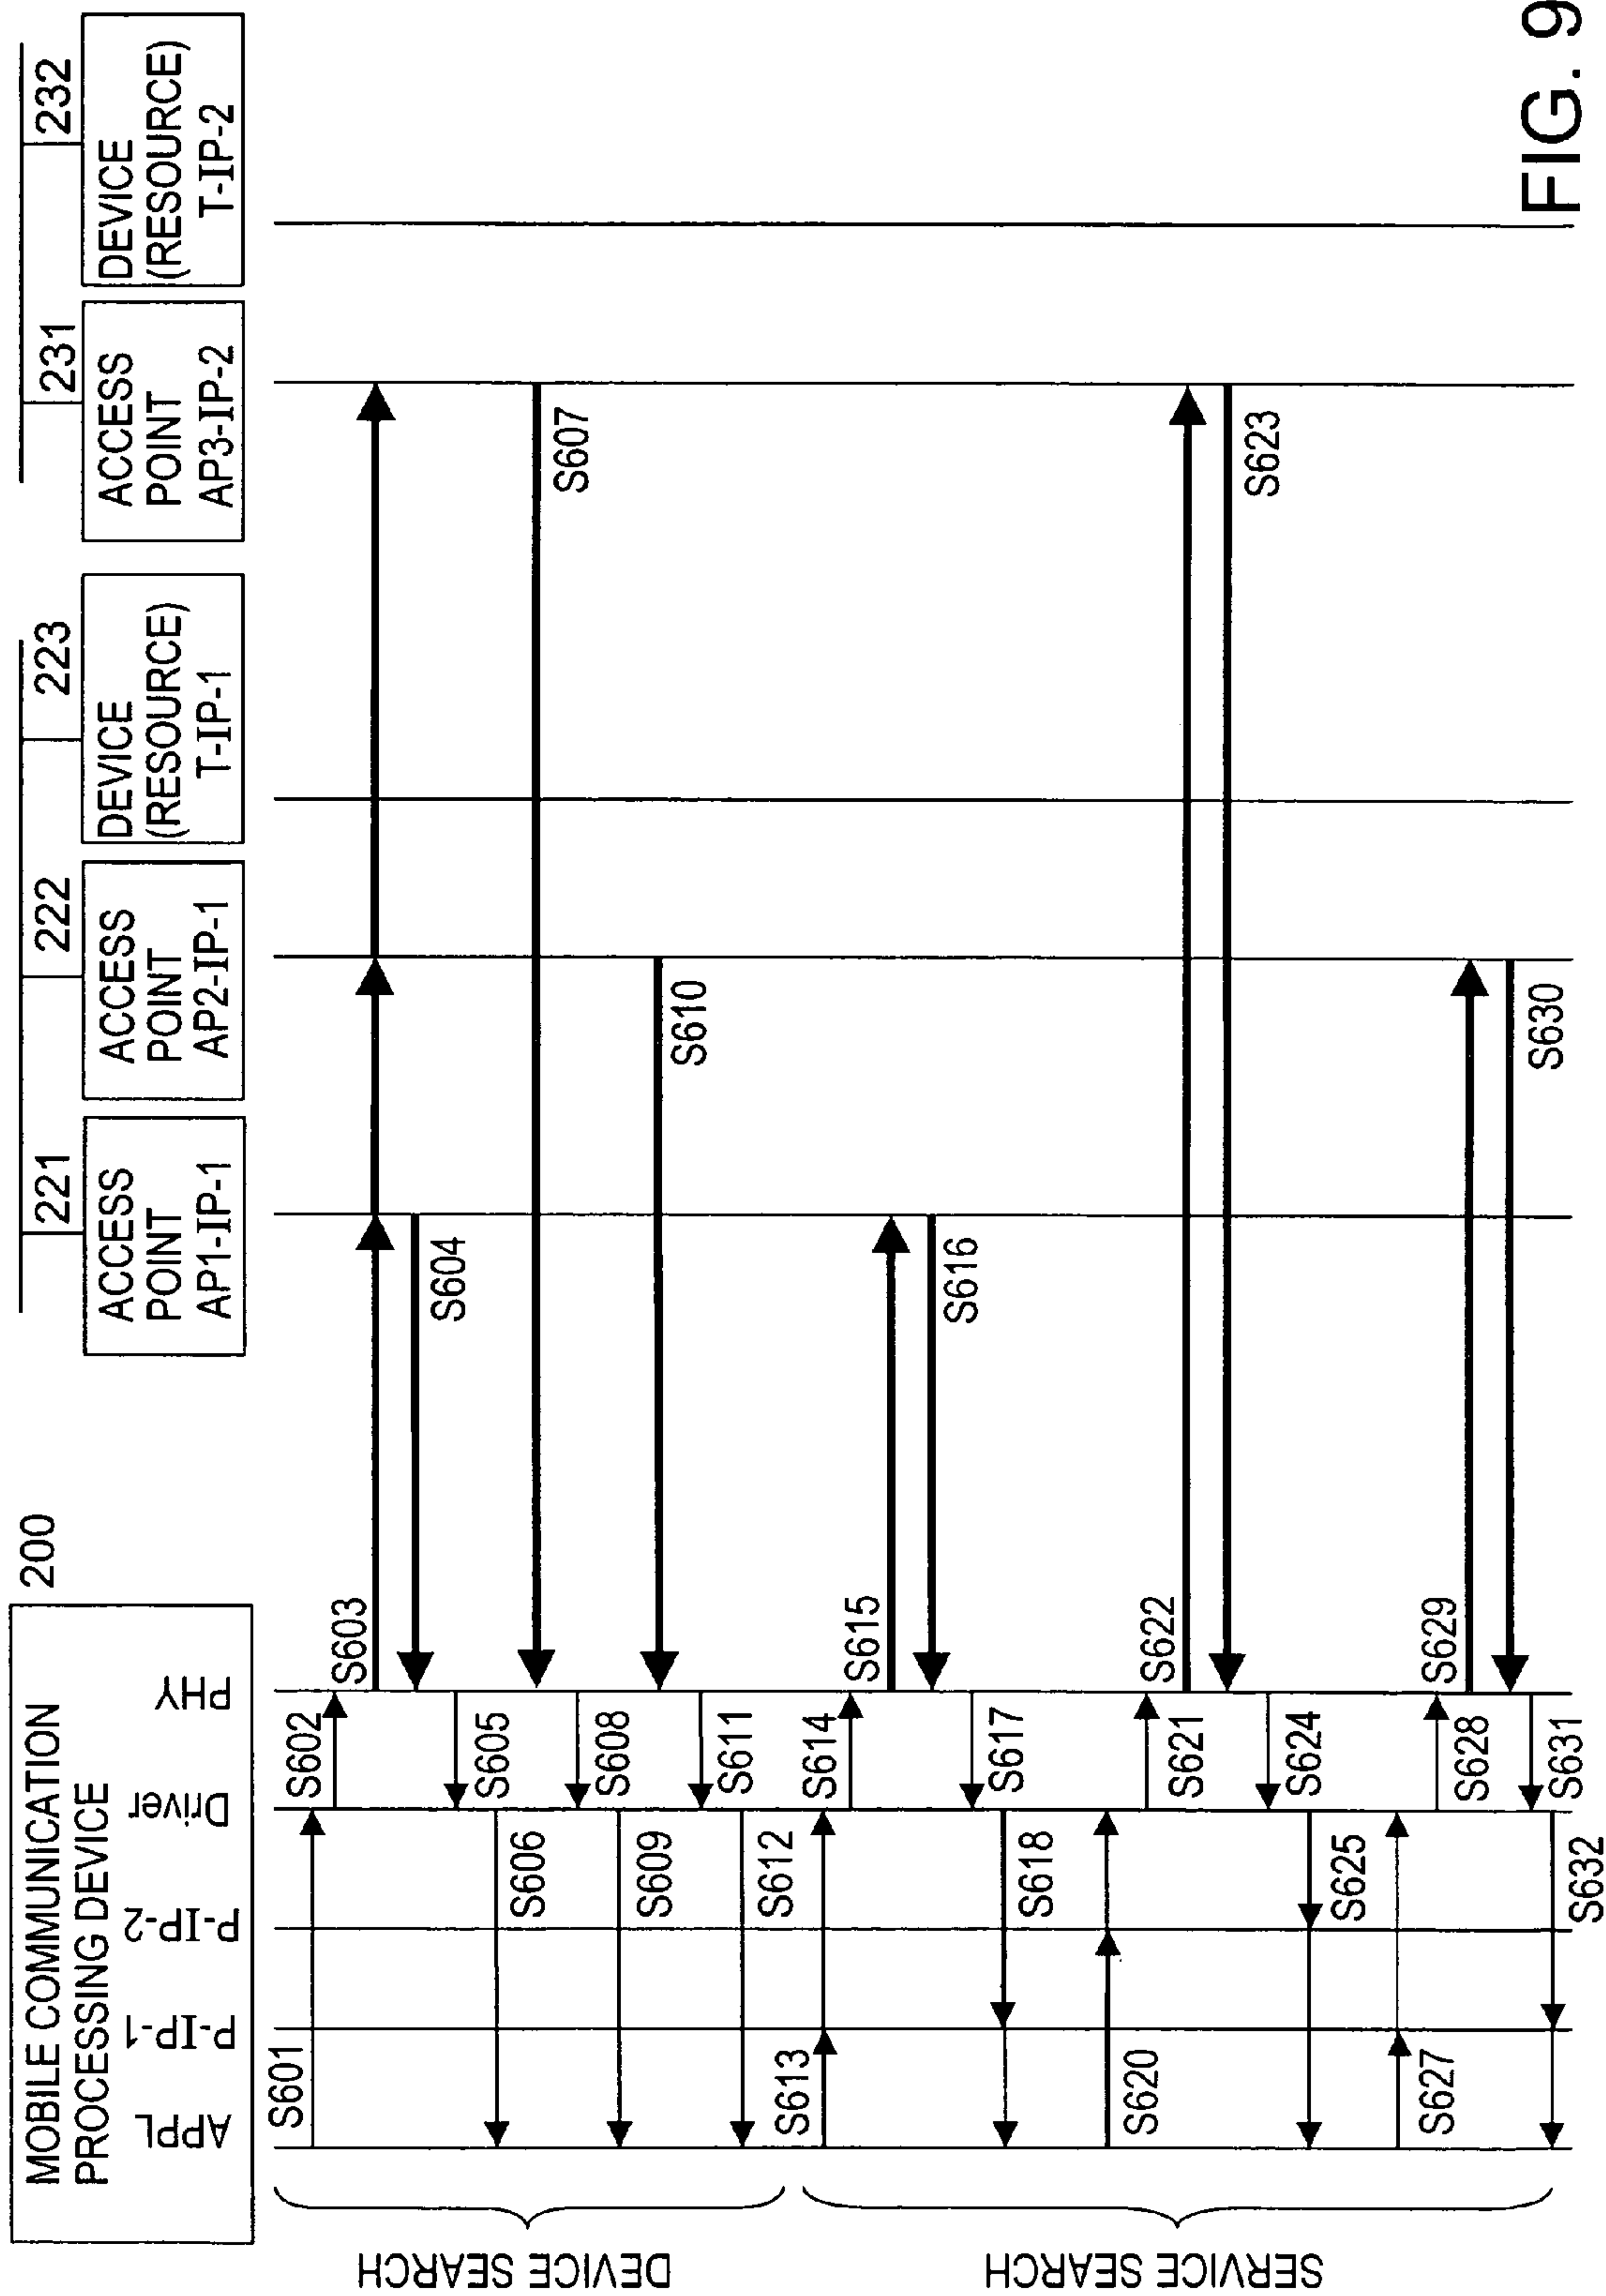 MOBILE COMMUNICATION
PROCESSING DEVICE
200
APPL
P-IP-1
P-IP-2
Driver
PHY
221
ACCESS
POINT
AP1-IP-1
222
ACCESS
POINT
AP2-IP-1
223
DEVICE
(RESOURCE)
T-IP-1
231
ACCESS
POINT
AP3-IP-2
232
DEVICE
(RESOURCE)
T-IP-2
DEVICE SEARCH
S601
S602
S603
S604
S605
S606
S607
S608
S609
S610
S611
S612
SERVICE SEARCH
S613
S614
S615
S616
S617
S618
S620
S621
S622
S623
S624
S625
S627
S628
S629
S630
S631
S632
FIG. 9